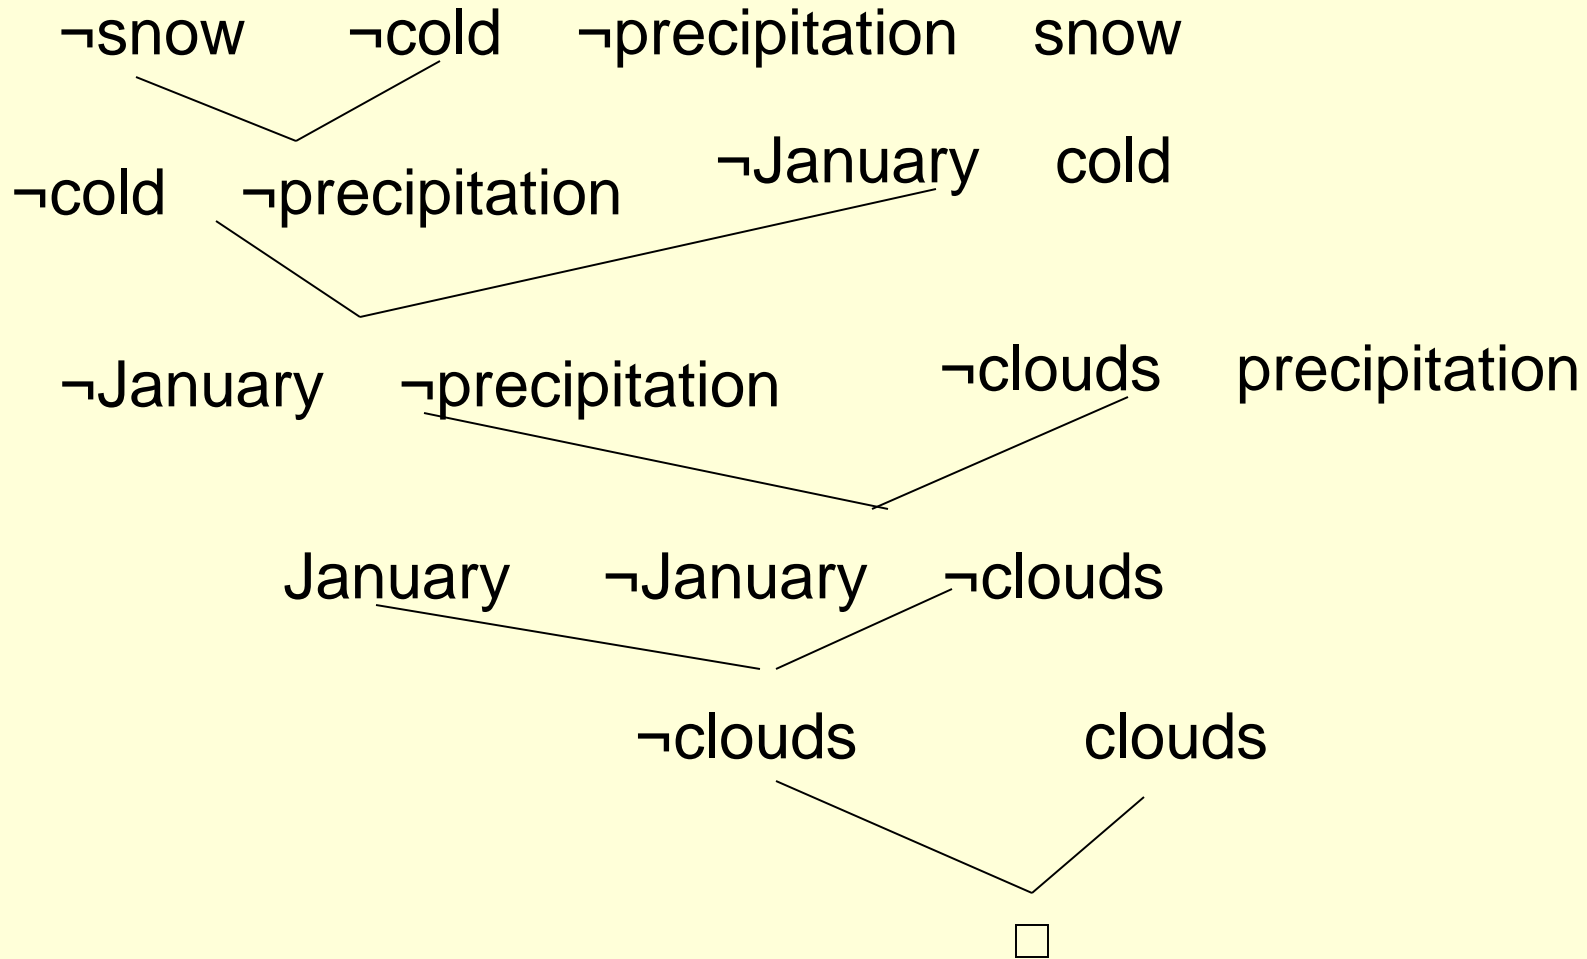 ¬snow ¬cold ¬precipitation snow
¬January cold
¬cold ¬precipitation
¬clouds precipitation
¬January ¬precipitation
January ¬January ¬clouds
¬clouds clouds